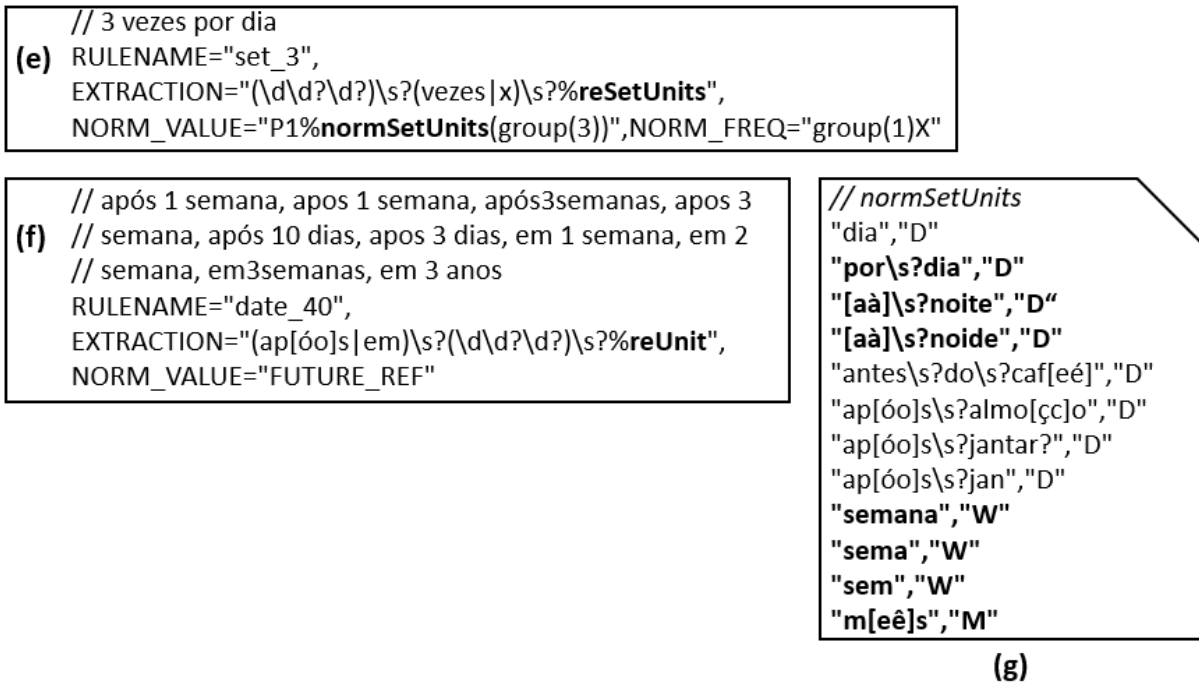 // 3 vezes por dia
(e) RULENAME="set_3",
EXTRACTION="(\d\d?\d?)\s?(vezes|x)\s?%reSetUnits",
NORM_VALUE="P1%normSetUnits(group(3))",NORM_FREQ="group(1)X"
// após 1 semana, apos 1 semana, após3semanas, apos 3
(f) // semana, após 10 dias, apos 3 dias, em 1 semana, em 2
// semana, em3semanas, em 3 anos
RULENAME="date_40",
EXTRACTION="(ap[óo]s|em)\s?(\d\d?\d?)\s?%reUnit",
NORM_VALUE="FUTURE_REF"
// normSetUnits
"dia","D"
"por\s?dia","D"
"[aà]\s?noite","D“
"[aà]\s?noide","D"
"antes\s?do\s?caf[eé]","D"
"ap[óo]s\s?almo[çc]o","D"
"ap[óo]s\s?jantar?","D"
"ap[óo]s\s?jan","D"
"semana","W"
"sema","W"
"sem","W"
"m[eê]s","M"
(g)